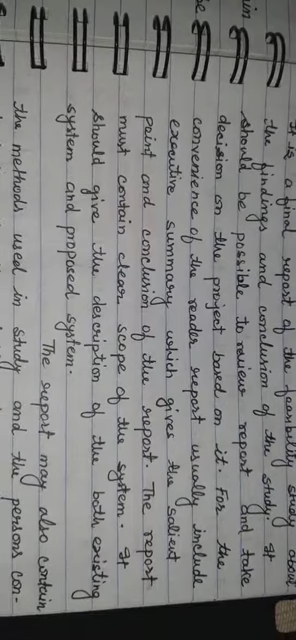 It is a final report of the feasibility study about
the findings and conclusion of the study. It
should be possible to review report and take
decision on the project based on it. For the
convenience of the reader report usually include
executive summary which gives the salient
point and conclusion of the report. The report
must contain clear scope of the system. It
should give the description of the both existing
system and proposed system.
The report may also contain
the methods used in study and the persons con-